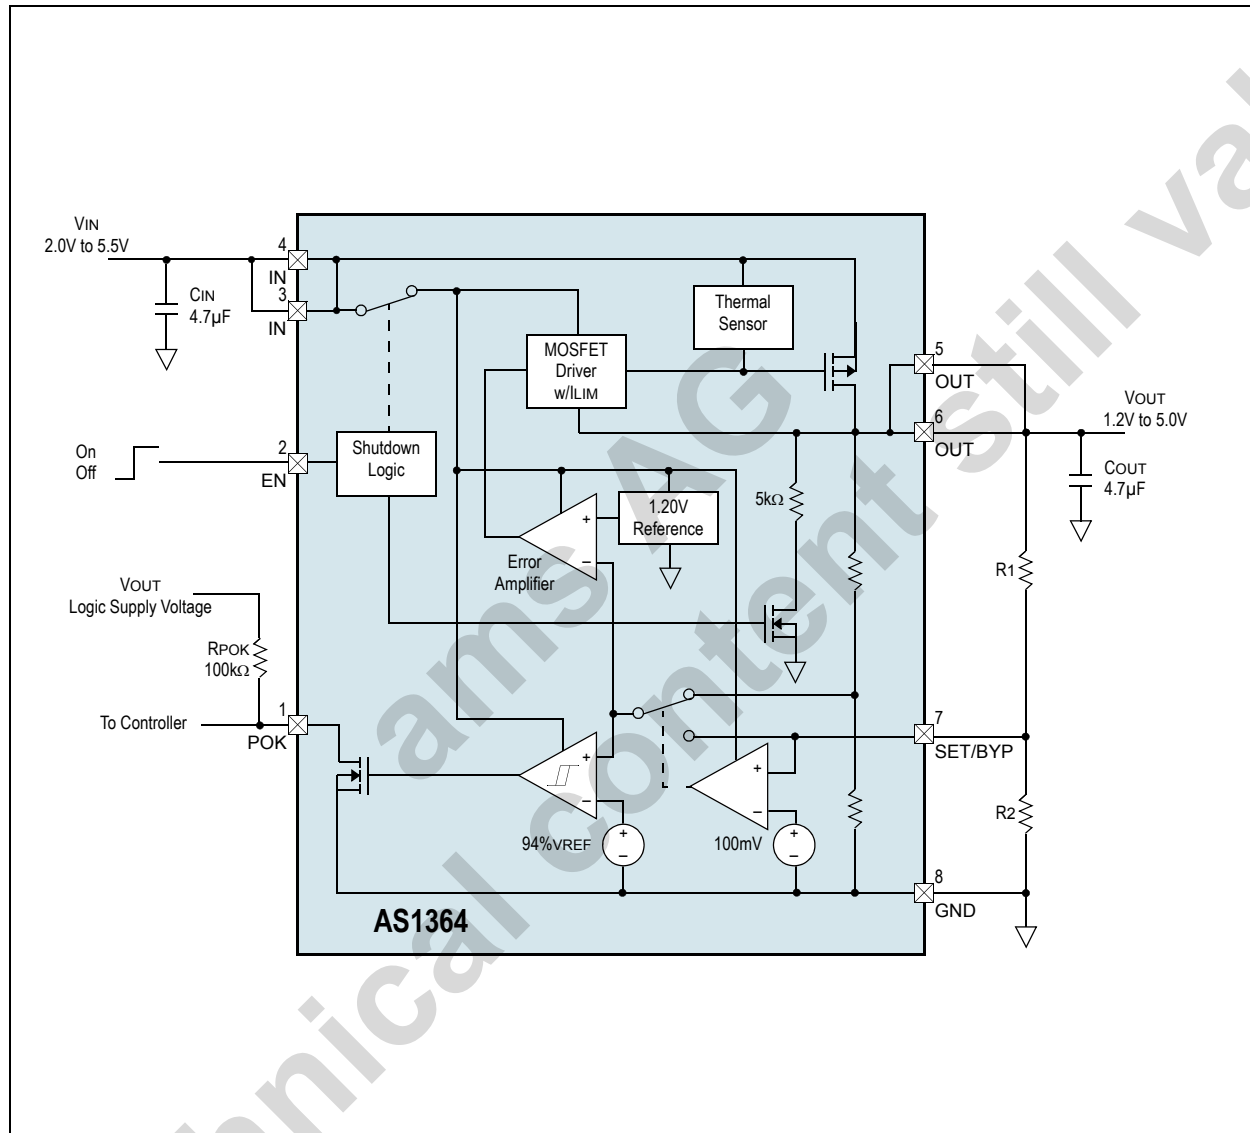 VIN
2.0V to 5.5V
4
IN
3
IN
CIN
4.7µF
Thermal
Sensor
MOSFET
Driver
w/ILIM
5
OUT
6
OUT
VOUT
1.2V to 5.0V
COUT
4.7µF
On
Off
2
EN
Shutdown
Logic
5kΩ
+
−
1.20V
Reference
Error
Amplifier
R1
VOUT
Logic Supply Voltage
RPOK
100kΩ
To Controller
1
POK
7
SET/BYP
+
−
+
−
94%VREF
+
−
100mV
+
−
R2
8
GND
AS1364
ams AG
hnical content still va